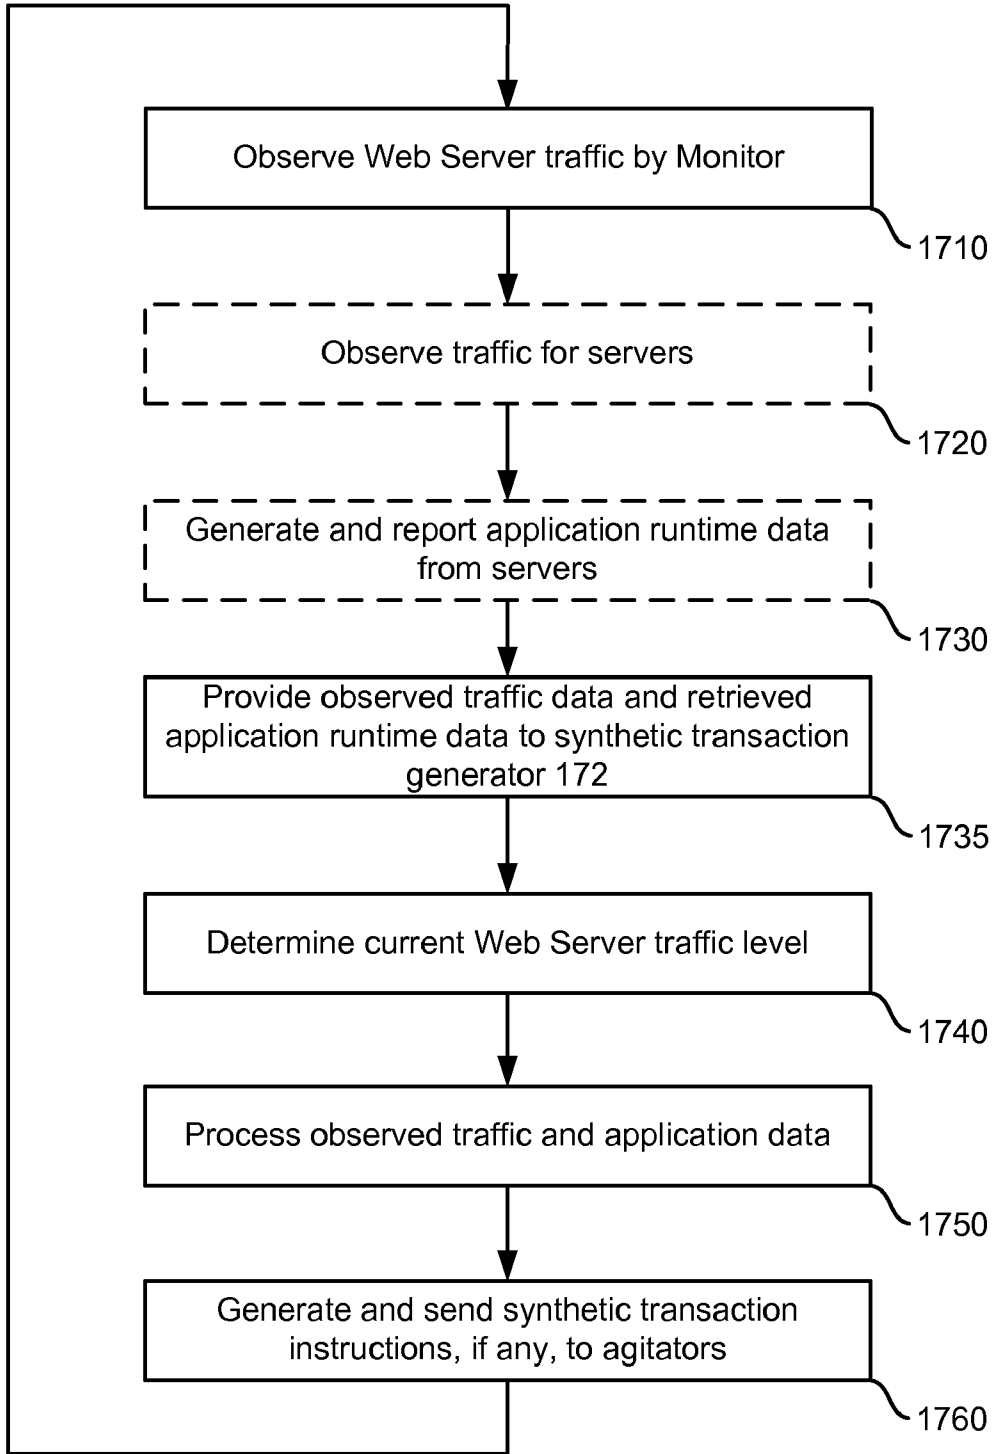 Observe Web Server traffic by Monitor
1710
Observe traffic for servers
1720
Generate and report application runtime data
from servers
1730
Provide observed traffic data and retrieved
application runtime data to synthetic transaction
generator 172
1735
Determine current Web Server traffic level
1740
Process observed traffic and application data
1750
Generate and send synthetic transaction
instructions, if any, to agitators
1760